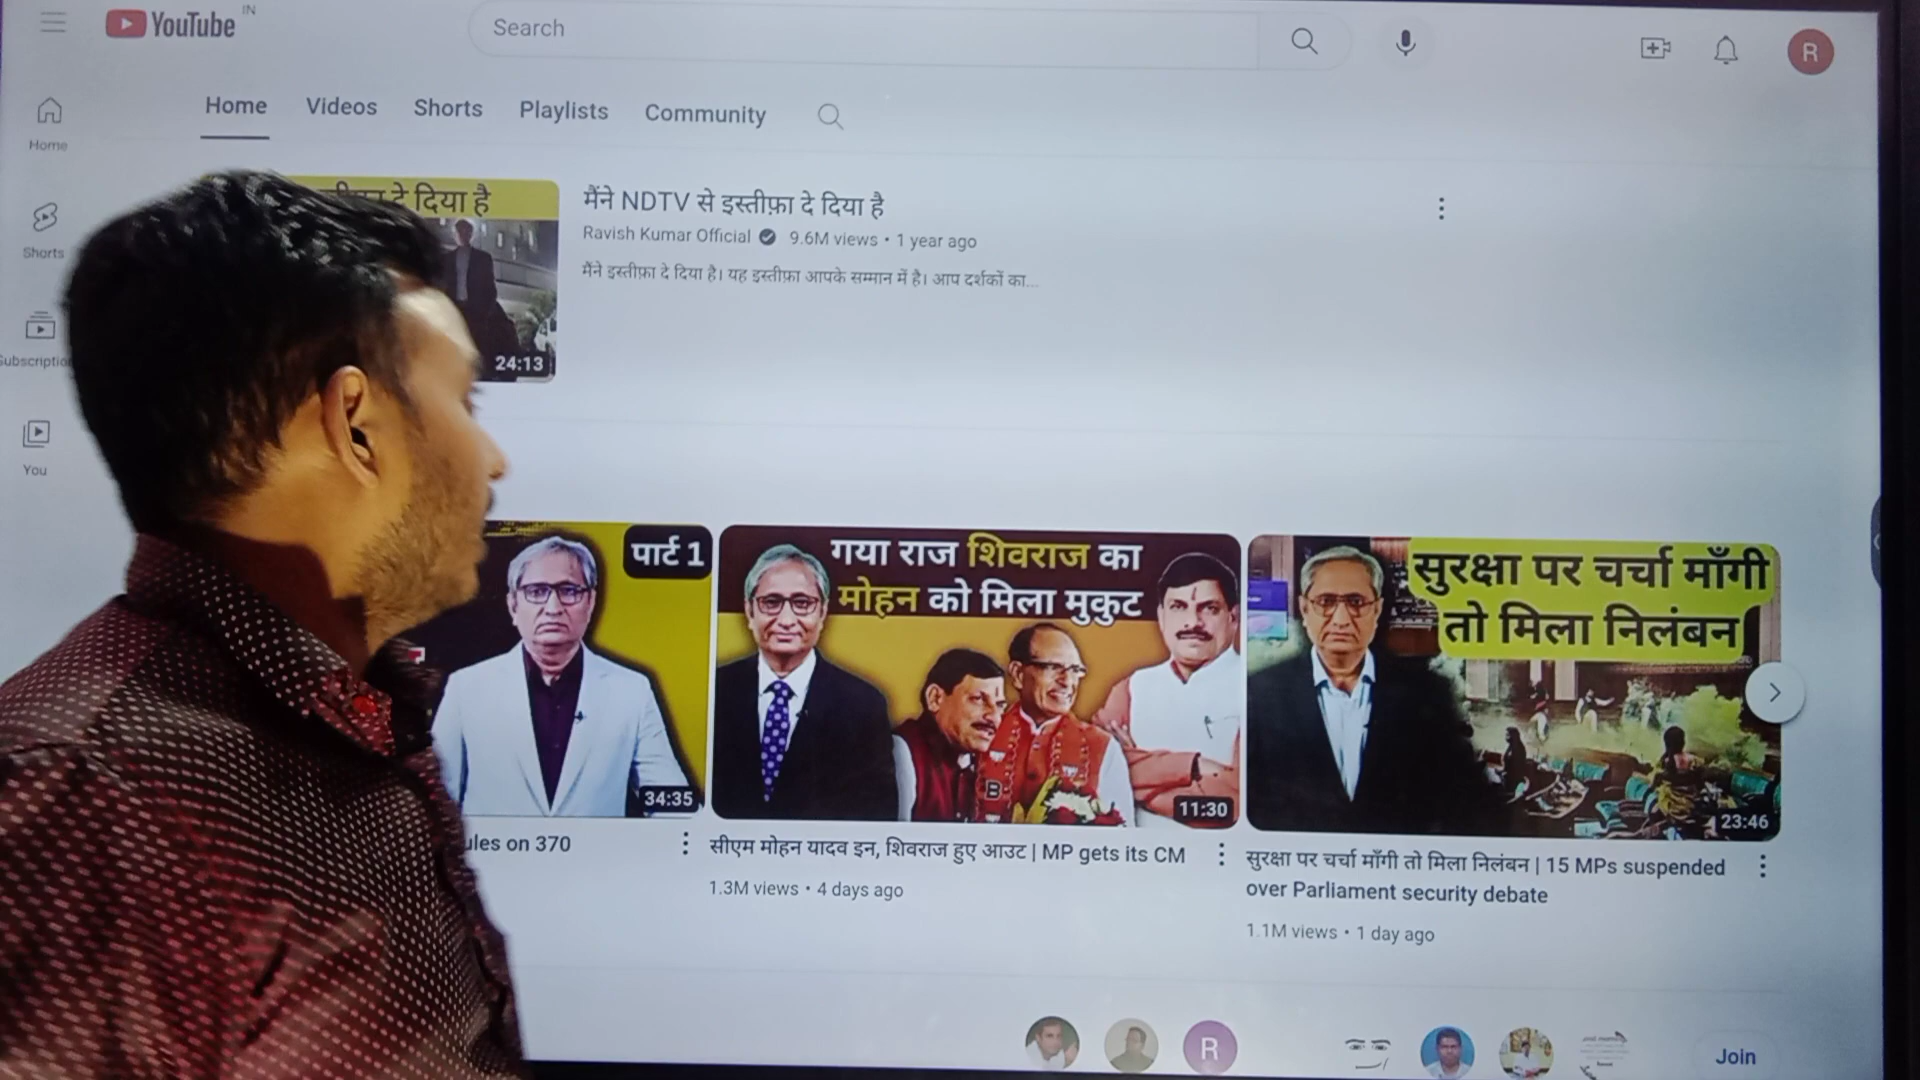 YouTube IN
Search
R
Home
Videos
Shorts
Playlists
Community
Home
Shorts
You
दे दिया है
24:13
मैंने NDTV से इस्तीफ़ा दे दिया है
Ravish Kumar Official 9.6M views • 1 year ago
मैंने इस्तीफ़ा दे दिया है। यह इस्तीफ़ा आपके सम्मान में है। आप दर्शकों का...
पार्ट 1
34:35
on 370
गया राज शिवराज का
मोहन को मिला मुकुट
B
11:30
सीएम मोहन यादव इन, शिवराज हुए आउट | MP gets its CM
1.3M views • 4 days ago
सुरक्षा पर चर्चा माँगी
तो मिला निलंबन
23:46
सुरक्षा पर चर्चा माँगी तो मिला निलंबन | 15 MPs suspended
over Parliament security debate
1.1M views • 1 day ago
R
Join